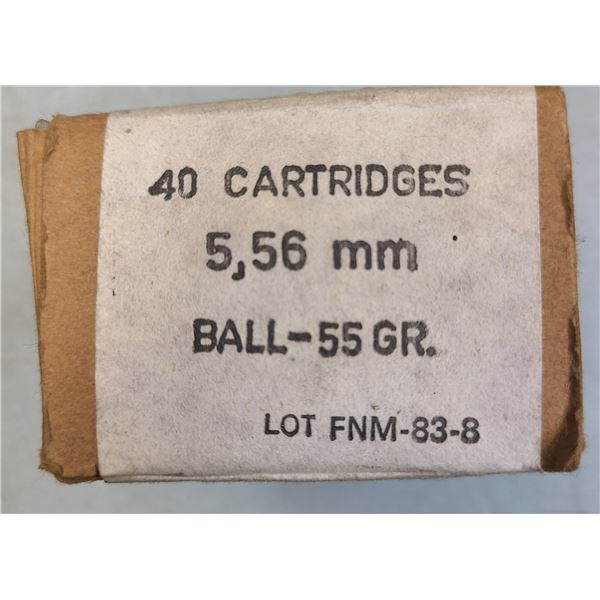 40 CARTRIDGES
5,56 mm
BALL-55 GR.
LOT FNM-83-8